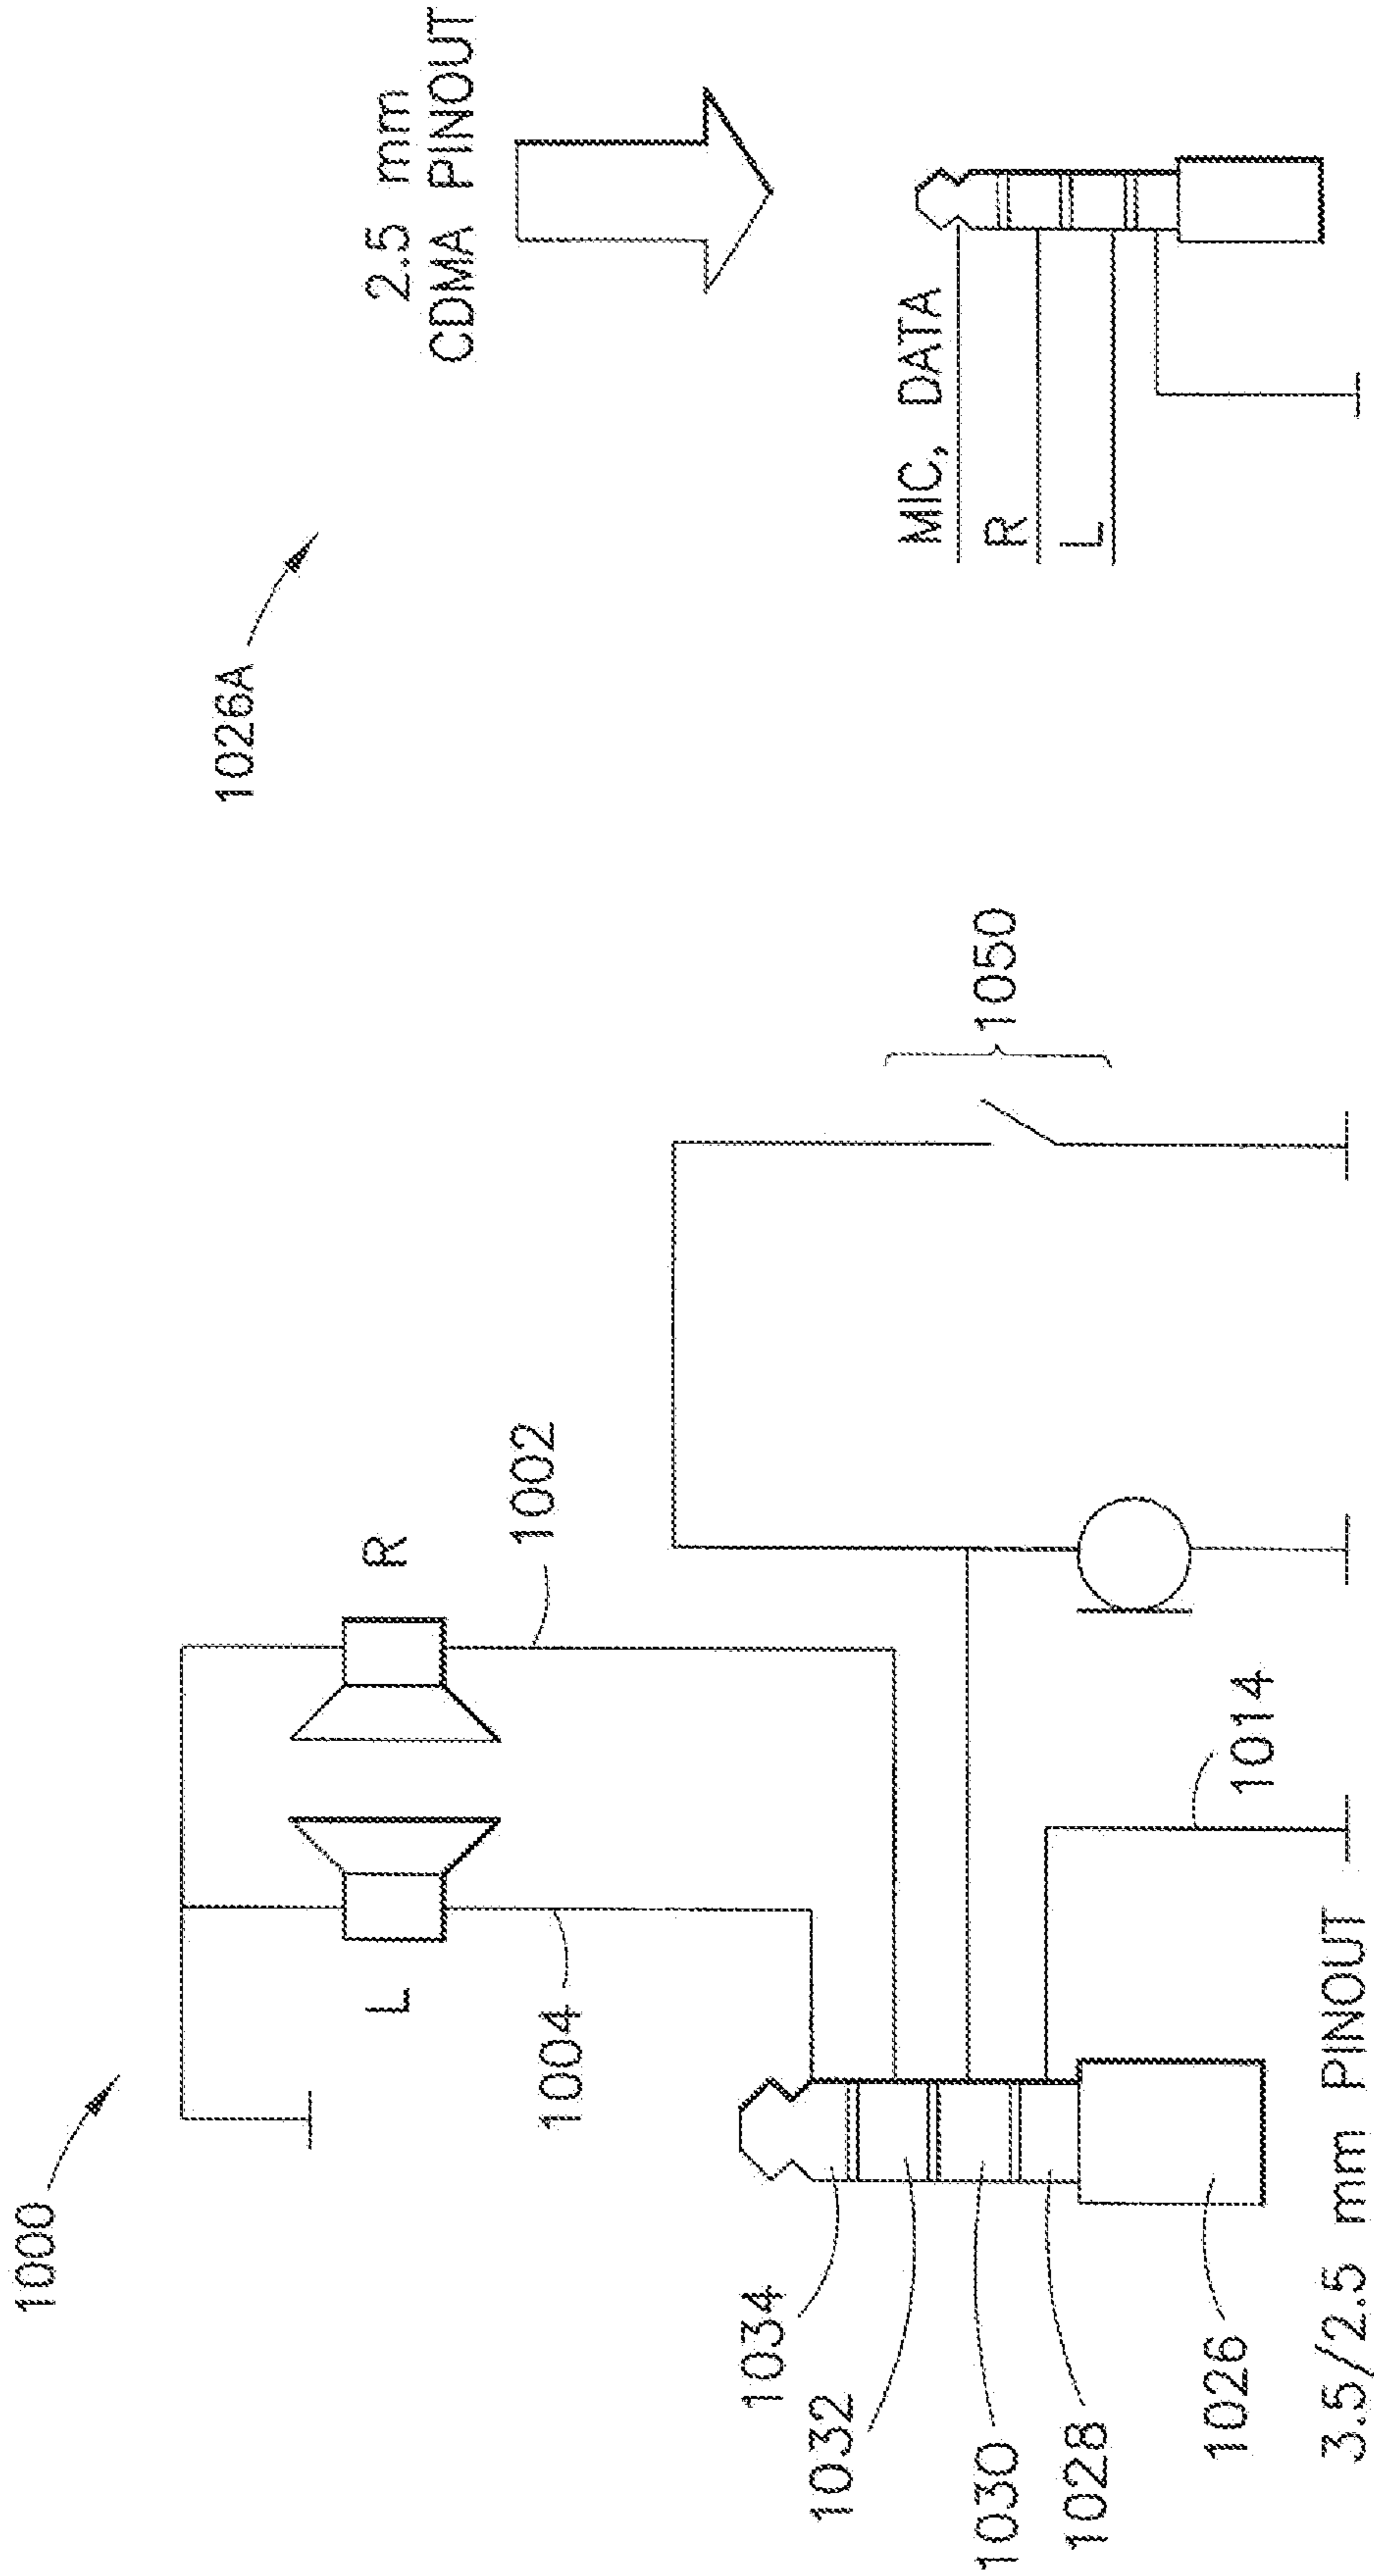 1000
L
R
1004
1002
1034
1032
1030
1028
1026
3.5/2.5 mm PINOUT
1014
1050
1026A
2.5 mm
CDMA PINOUT
MIC, DATA
R
L